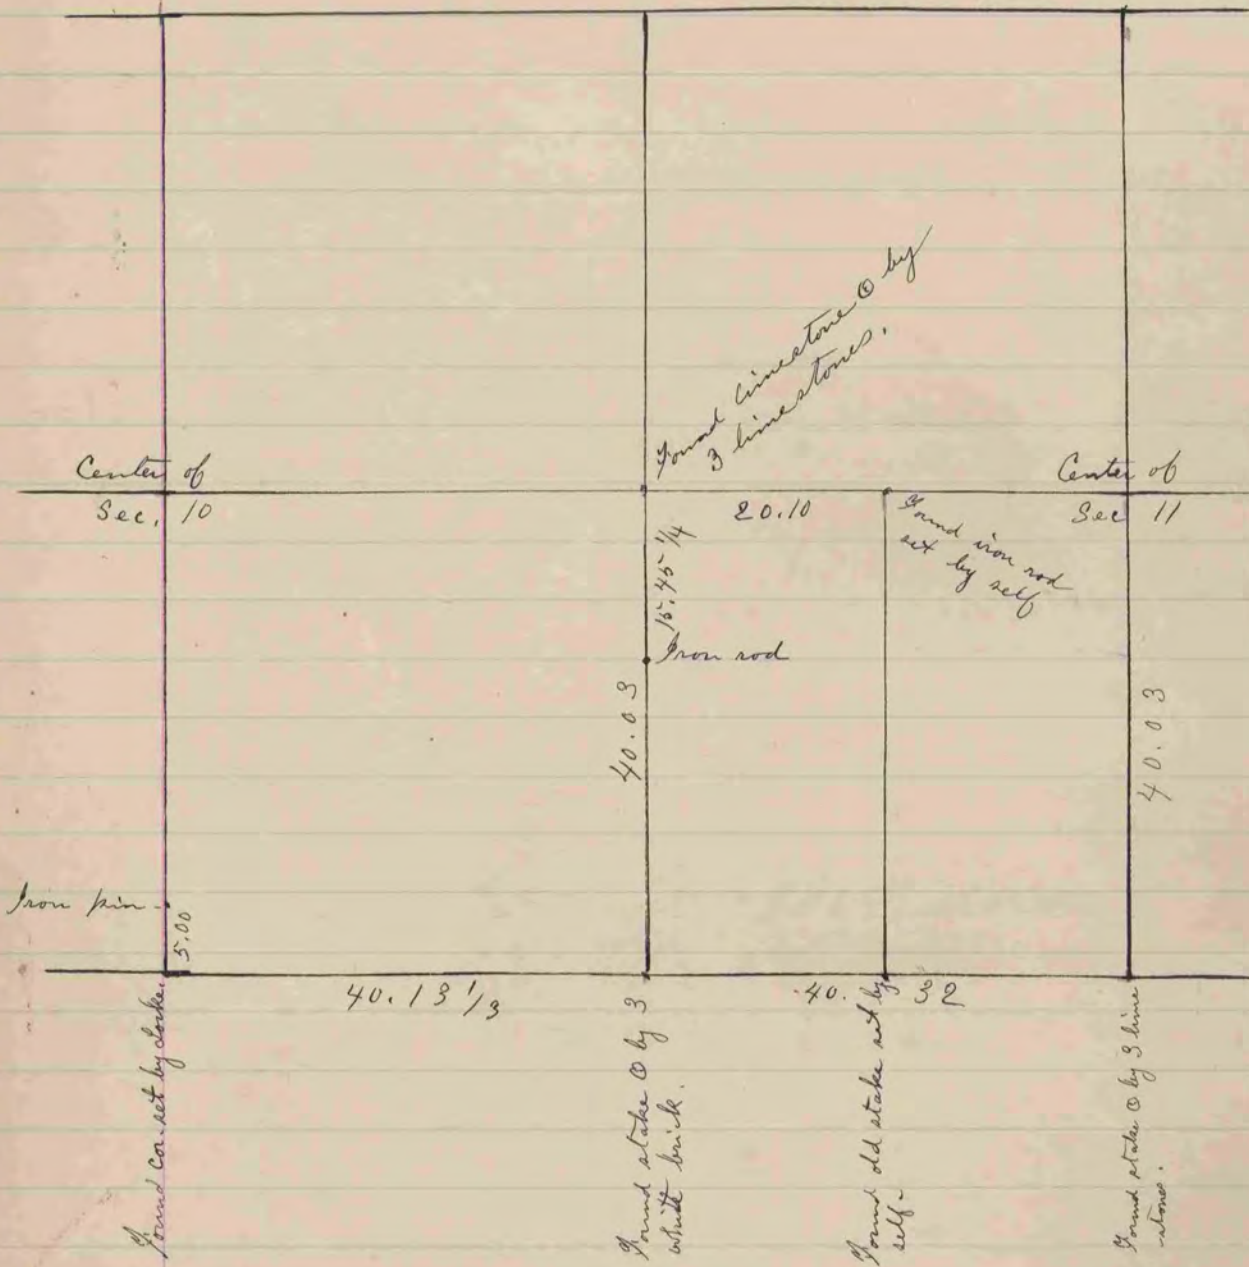 Found Limestone ⊙ by
3 limestones.
Center of
Sec. 10
20.10
Center of
Sec 11
Found iron rod
set by self
15.45 1/4
Iron rod
40.03
40.03
Iron pin
5.00
40.13 1/3
40. 32
Found cor. set by Locke.
Found stake ⊙ by 3
white brick.
Found old stake set by
self.
Found stake ⊙ by 3 lime
-stones.